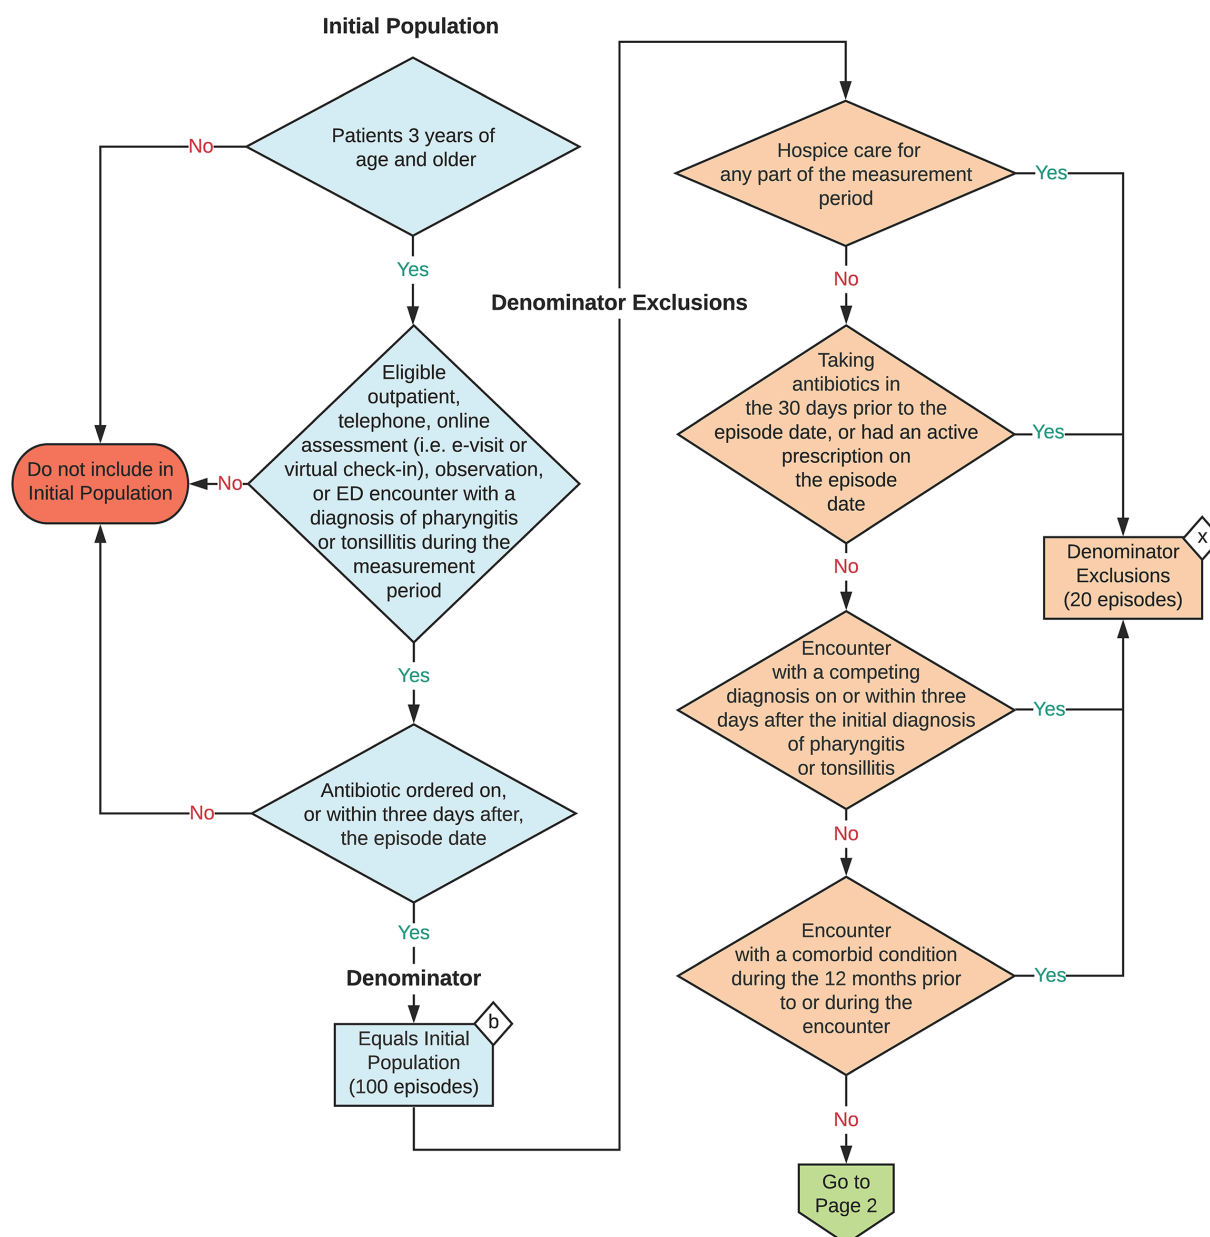 Initial Population
Patients 3 years of
age and older
No
Yes
Eligible
outpatient,
telephone, online
assessment (i.e. e-visit or
virtual check-in), observation,
or ED encounter with a
diagnosis of pharyngitis
or tonsillitis during the
measurement
period
No
Do not include in
Initial Population
Yes
Antibiotic ordered on,
or within three days after,
the episode date
No
Yes
Denominator
b
Equals Initial
Population
(100 episodes)
Denominator Exclusions
Hospice care for
any part of the measurement
period
Yes
No
Taking
antibiotics in
the 30 days prior to the
episode date, or had an active
prescription on
the episode
date
Yes
No
x
Denominator
Exclusions
(20 episodes)
Encounter
with a competing
diagnosis on or within three
days after the initial diagnosis
of pharyngitis
or tonsillitis
Yes
No
Encounter
with a comorbid condition
during the 12 months prior
to or during the
encounter
Yes
No
Go to
Page 2